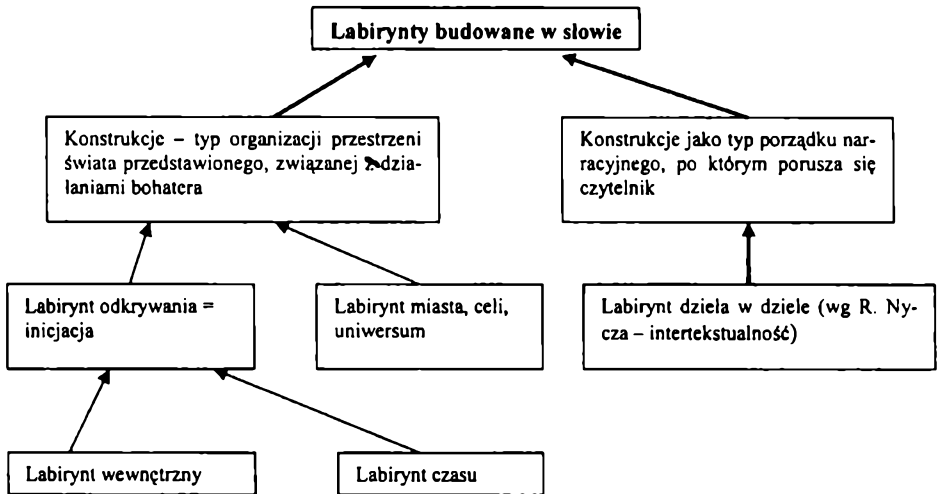 Labirynty budowane w słowie
Konstrukcje – typ organizacji przestrzeni
świata przedstawionego, związanej z dzia-
łaniami bohatera
Konstrukcje jako typ porządku nar-
racyjnego, po którym porusza się
czytelnik
Labirynt odkrywania =
inicjacja
Labirynt miasta, celi,
uniwersum
Labirynt dzieła w dziele (wg R. Ny-
cza – intertekstualność)
Labirynt wewnętrzny
Labirynt czasu